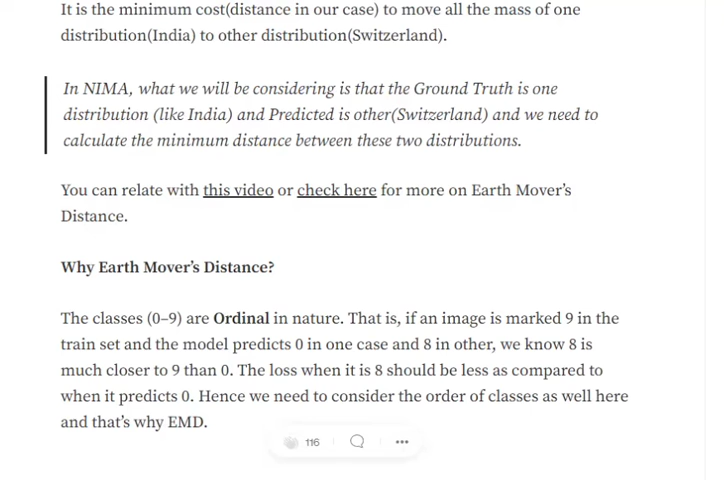 It is the minimum cost(distance in our case) to move all the mass of one
distribution(India) to other distribution(Switzerland).
In NIMA, what we will be considering is that the Ground Truth is one
distribution (like India) and Predicted is other(Switzerland) and we need to
calculate the minimum distance between these two distributions.
You can relate with this video or check here for more on Earth Mover’s
Distance.
Why Earth Mover’s Distance?
The classes (0–9) are Ordinal in nature. That is, if an image is marked 9 in the
train set and the model predicts 0 in one case and 8 in other, we know 8 is
much closer to 9 than 0. The loss when it is 8 should be less as compared to
when it predicts 0. Hence we need to consider the order of classes as well here
and that’s why EMD.
116